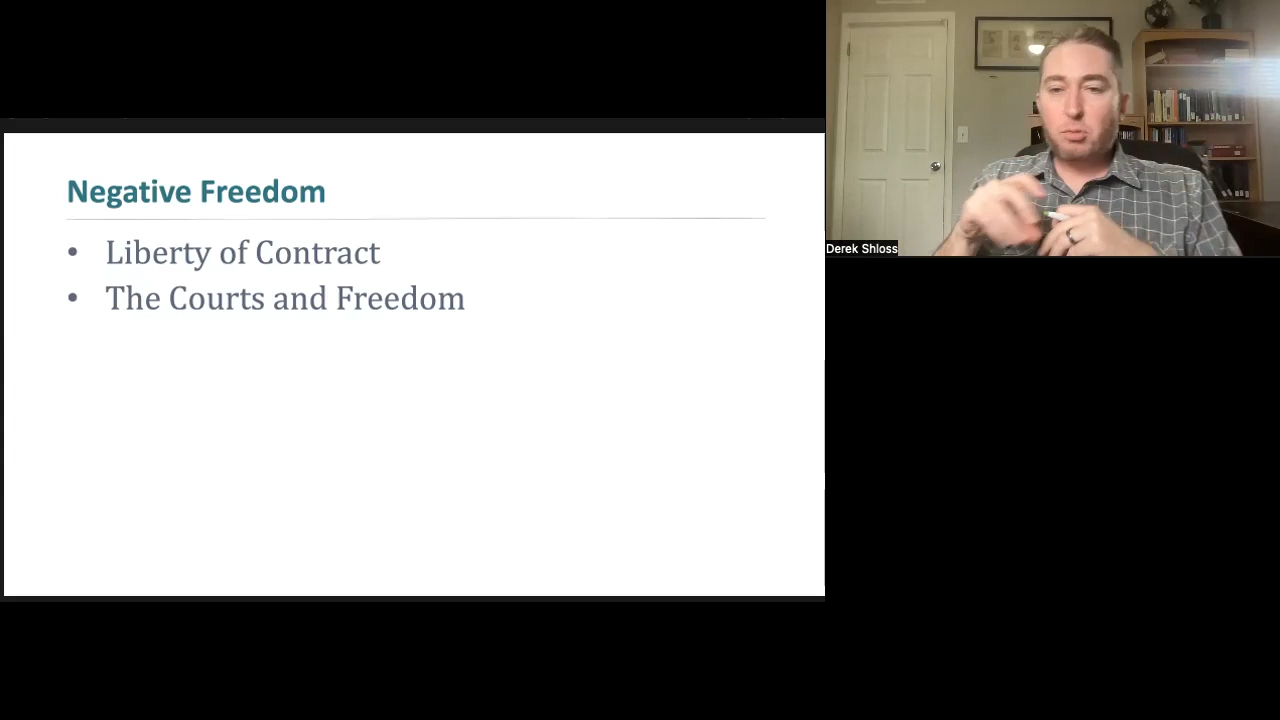 Negative Freedom
• Liberty of Contract
• The Courts and Freedom
Derek Shloss